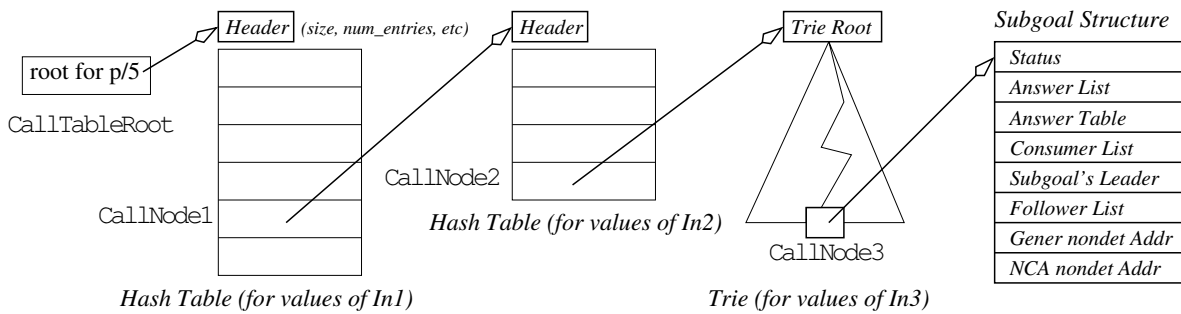 Header (size, num_entries, etc)
Header
Trie Root
Subgoal Structure
root for p/5
CallTableRoot
CallNode1
Hash Table (for values of In1)
CallNode2
Hash Table (for values of In2)
CallNode3
Trie (for values of In3)
Status
Answer List
Answer Table
Consumer List
Subgoal's Leader
Follower List
Gener nondet Addr
NCA nondet Addr